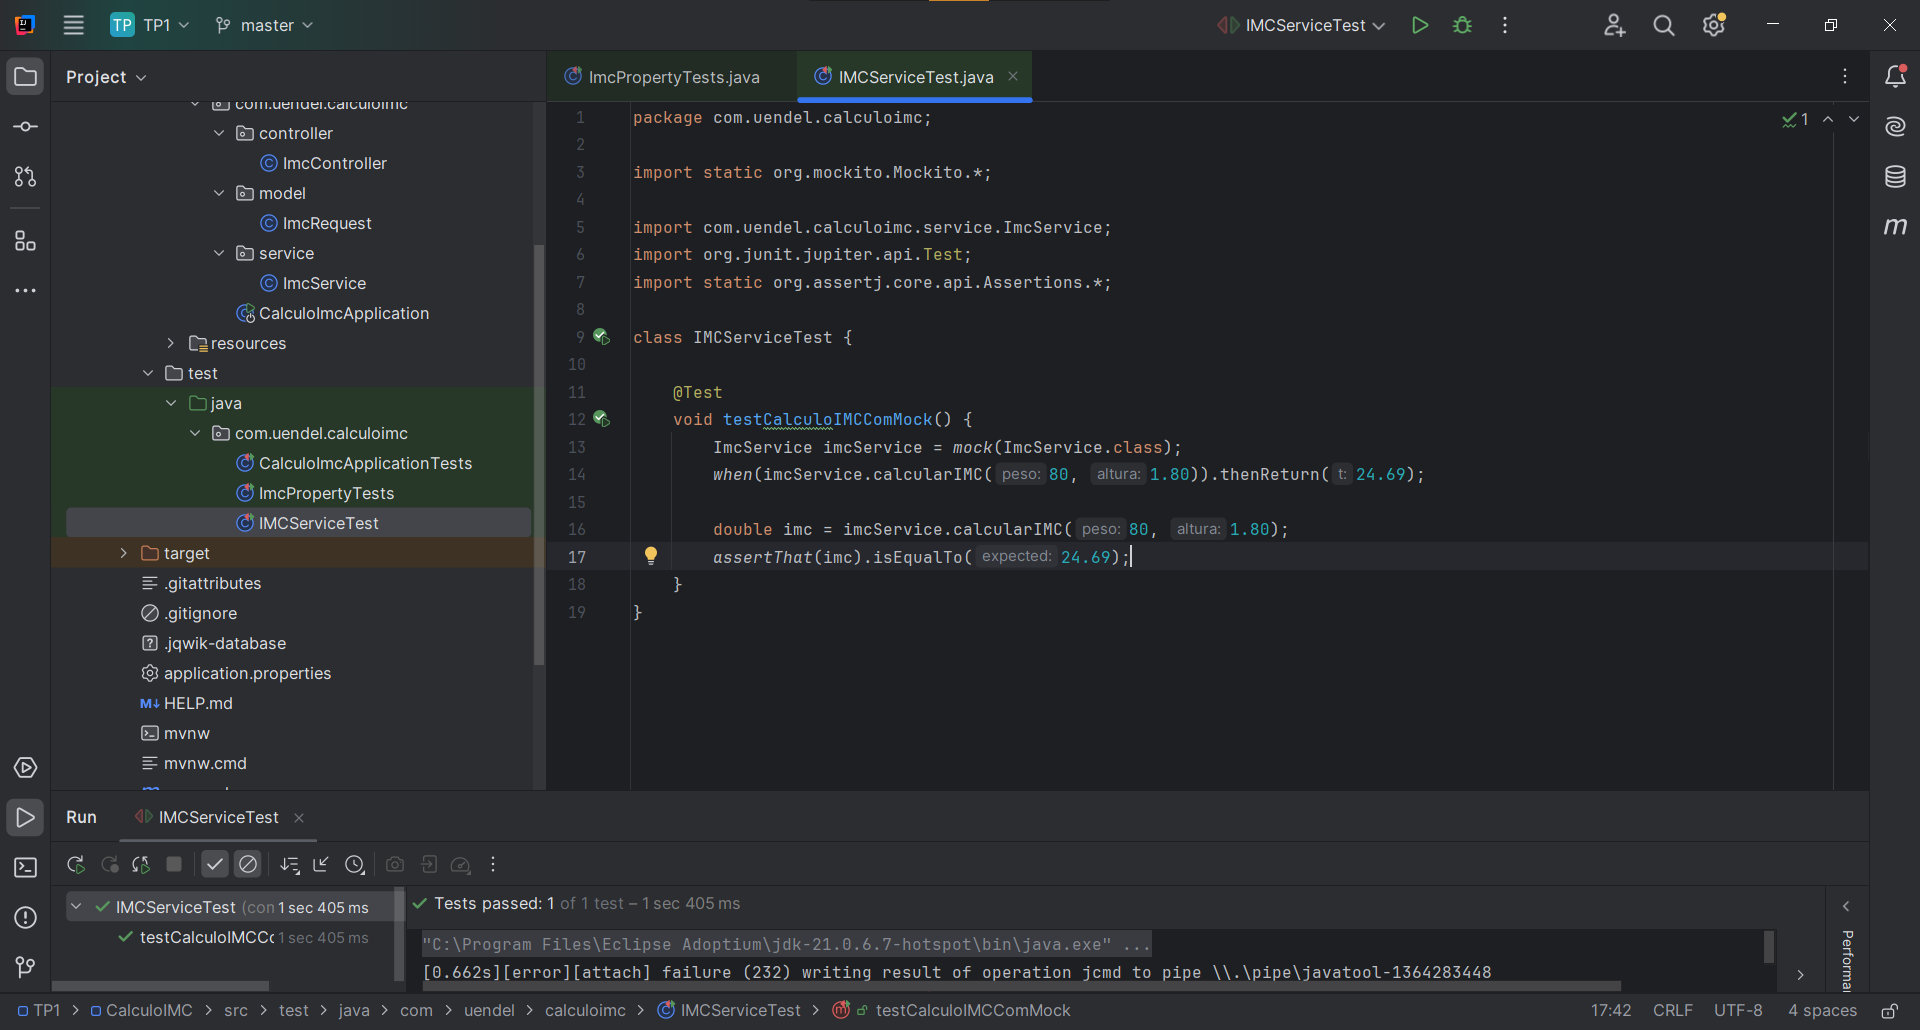 TP TP1 master IMCServiceTest
Project
com.uendel.calculoimc
controller
ImcController
model
ImcRequest
service
ImcService
CalculoImcApplication
resources
test
java
com.uendel.calculoimc
CalculoImcApplicationTests
ImcPropertyTests
IMCServiceTest
target
.gitattributes
.gitignore
.jqwik-database
application.properties
M↓ HELP.md
mvnw
mvnw.cmd
ImcPropertyTests.java IMCServiceTest.java
1 package com.uendel.calculoimc; 1
2
3 import static org.mockito.Mockito.*;
4
5 import com.uendel.calculoimc.service.ImcService;
6 import org.junit.jupiter.api.Test;
7 import static org.assertj.core.api.Assertions.*;
8
9 class IMCServiceTest {
10
11 @Test
12 void testCalculoIMCComMock() {
13 ImcService imcService = mock(ImcService.class);
14 when(imcService.calcularIMC( peso: 80, altura: 1.80)).thenReturn( t: 24.69);
15
16 double imc = imcService.calcularIMC( peso: 80, altura: 1.80);
17 assertThat(imc).isEqualTo( expected: 24.69);
18 }
19 }
m
Run IMCServiceTest
IMCServiceTest (con 1 sec 405 ms
testCalculoIMCCo 1 sec 405 ms
Tests passed: 1 of 1 test – 1 sec 405 ms
"C:\Program Files\Eclipse Adoptium\jdk-21.0.6.7-hotspot\bin\java.exe" ...
[0.662s][error][attach] failure (232) writing result of operation jcmd to pipe \\.\pipe\javatool-1364283448
Performa
TP1 > CalculoIMC > src > test > java > com > uendel > calculoimc > IMCServiceTest > testCalculoIMCComMock 17:42 CRLF UTF-8 4 spaces